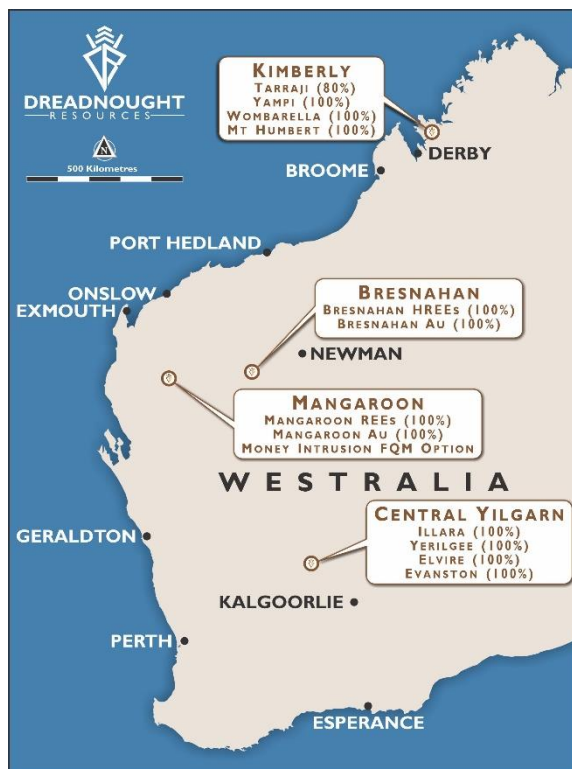 DREADNOUGHT
RESOURCES
N
500 KILOMETRES
KIMBERLY
TARRAJI (80%)
YAMPI (100%)
WOMBARELLA (100%)
MT HUMBERT (100%)
DERBY
BROOME
PORT HEDLAND
ONSLOW
EXMOUTH
BRESNAHAN
BRESNAHAN HREES (100%)
BRESNAHAN AU (100%)
NEWMAN
MANGAROON
MANGAROON REES (100%)
MANGAROON AU (100%)
MONEY INTRUSION FQM OPTION
WESTRALIA
CENTRAL YILGARN
ILLARA (100%)
YERILGEE (100%)
ELVIRE (100%)
EVANSTON (100%)
GERALDTON
KALGOORLIE
PERTH
ESPERANCE